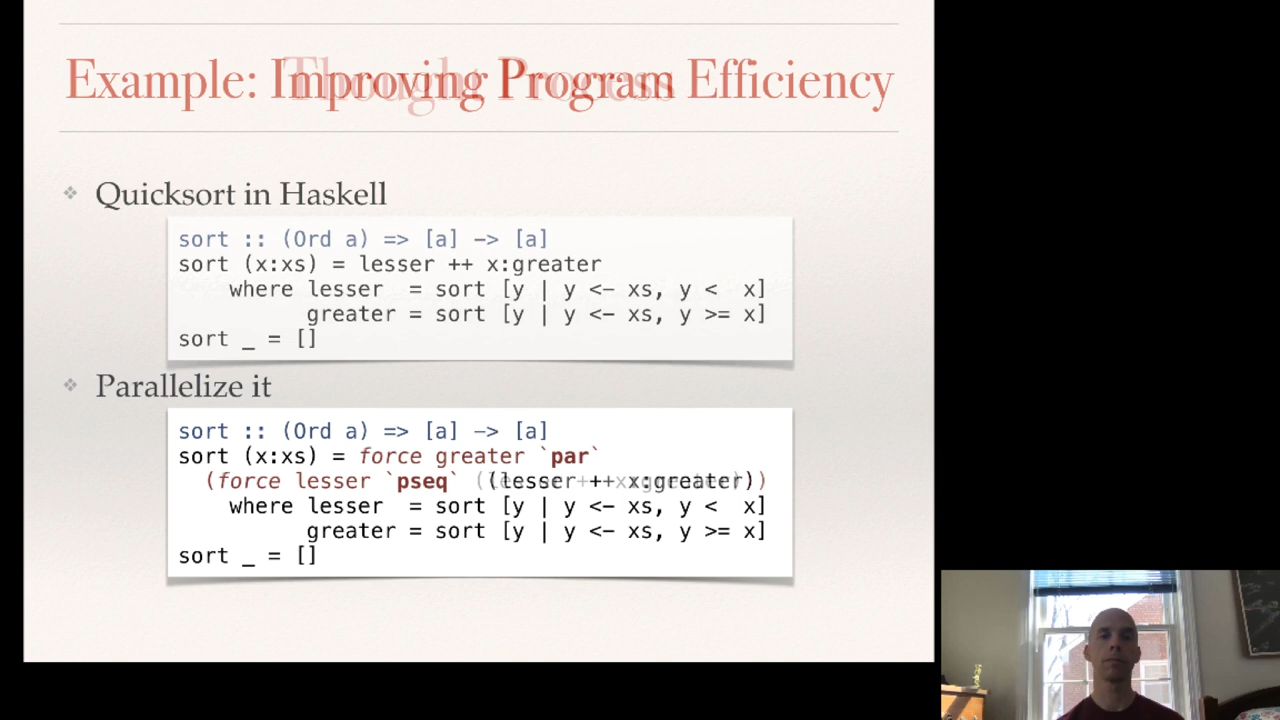 Example: Improving Program Efficiency
Thought Process
Quicksort in Haskell
sort :: (Ord a) => [a] -> [a]
sort (x:xs) = lesser ++ x:greater
where lesser  = sort [y | y <- xs, y <  x]
greater = sort [y | y <- xs, y >= x]
sort _ = []
Parallelize it
sort :: (Ord a) => [a] -> [a]
sort (x:xs) = force greater `par`
(force lesser `pseq` (lesser ++ x:greater))
where lesser  = sort [y | y <- xs, y <  x]
greater = sort [y | y <- xs, y >= x]
sort _ = []